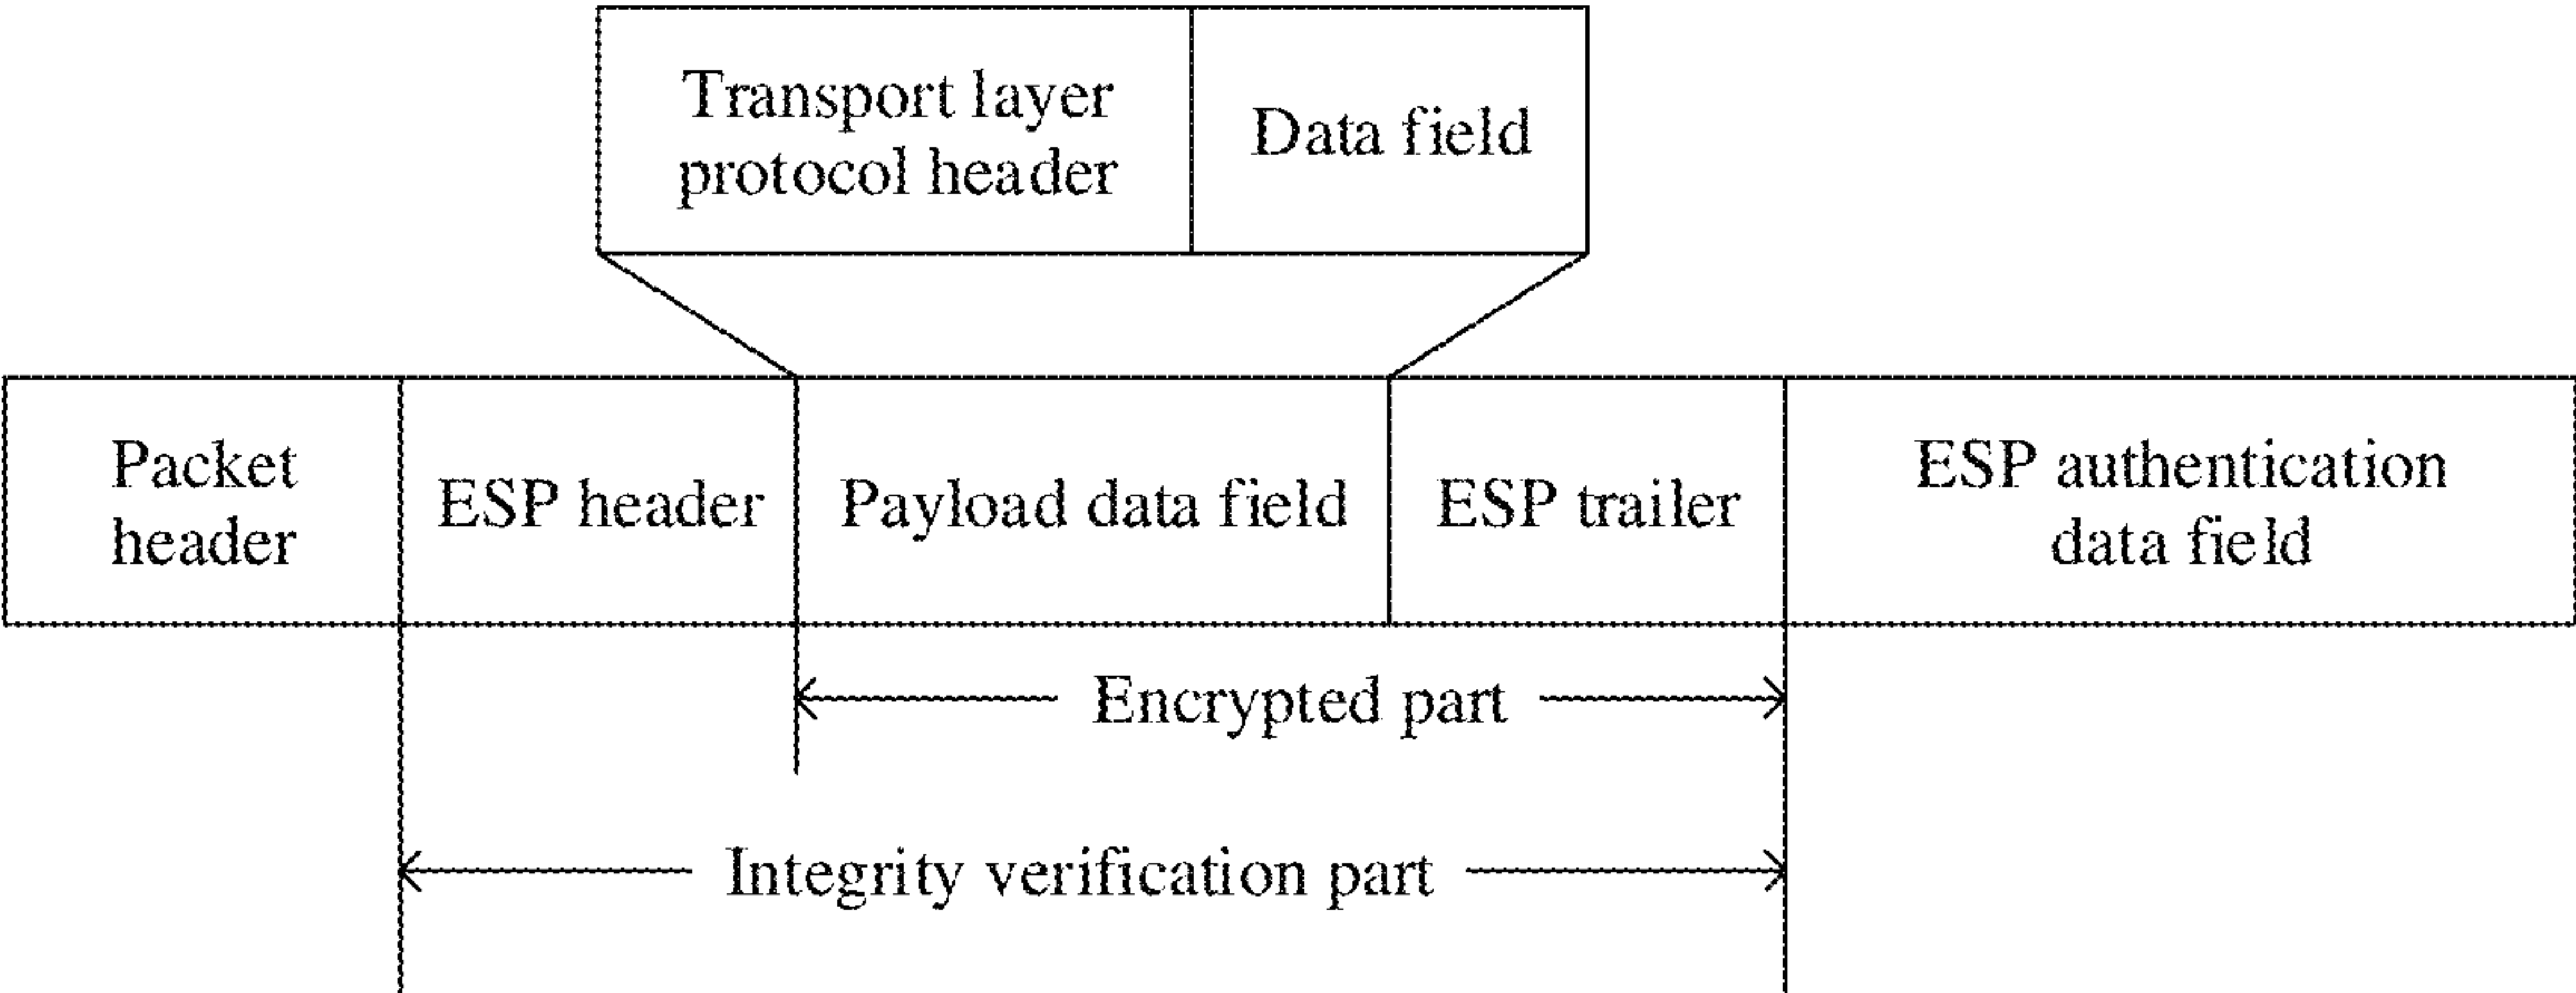 Transport layer
protocol header
Data field
Packet
header
ESP header
Payload data field
ESP trailer
ESP authentication
data field
Encrypted part
Integrity verification part